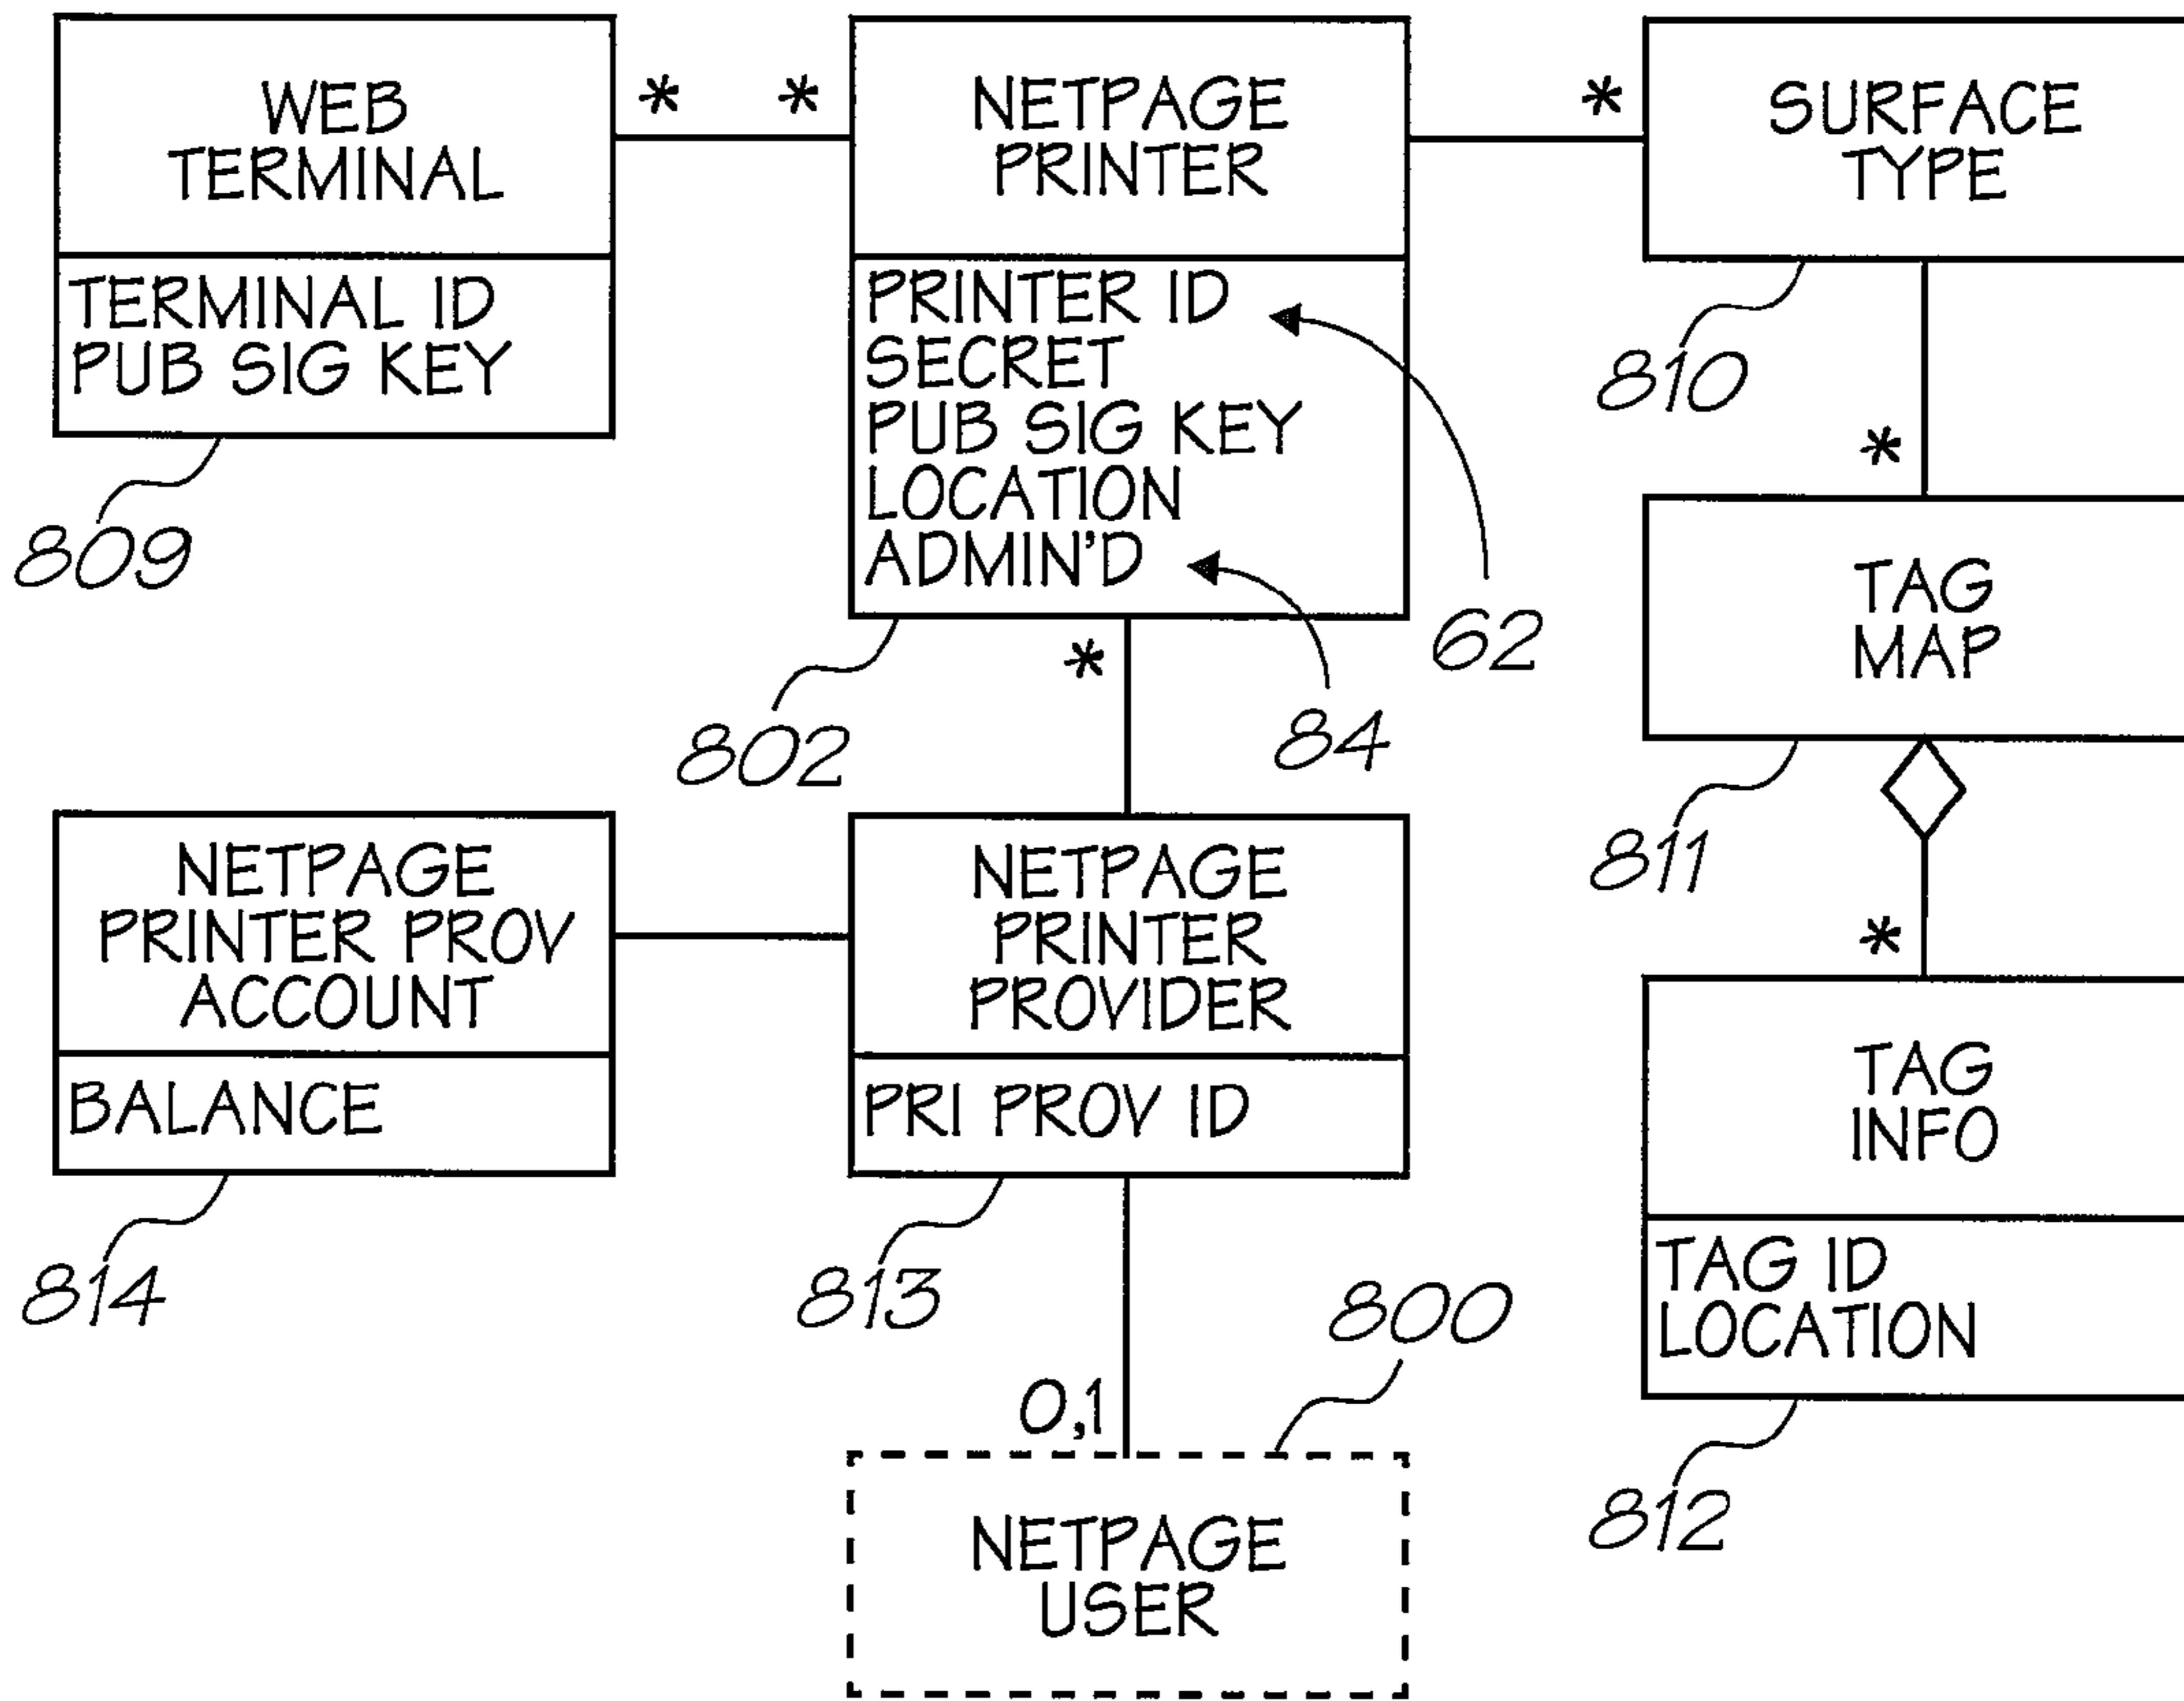 WEB
TERMINAL
TERMINAL ID
PUB SIG KEY
809
*
*
NETPAGE
PRINTER
PRINTER ID
SECRET
PUB SIG KEY
LOCATION
ADMIN'D
62
84
802
*
*
SURFACE
TYPE
810
*
TAG
MAP
811
*
TAG
INFO
TAG ID
LOCATION
812
NETPAGE
PRINTER PROV
ACCOUNT
BALANCE
814
NETPAGE
PRINTER
PROVIDER
PRI PROV ID
813
0,1
800
NETPAGE
USER